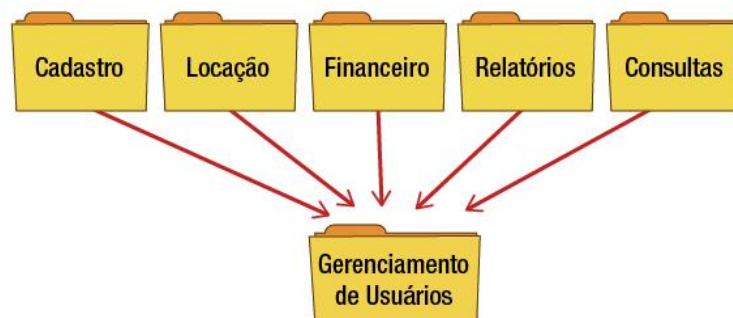 Cadastro
Locação
Financeiro
Relatórios
Consultas
Gerenciamento
de Usuários